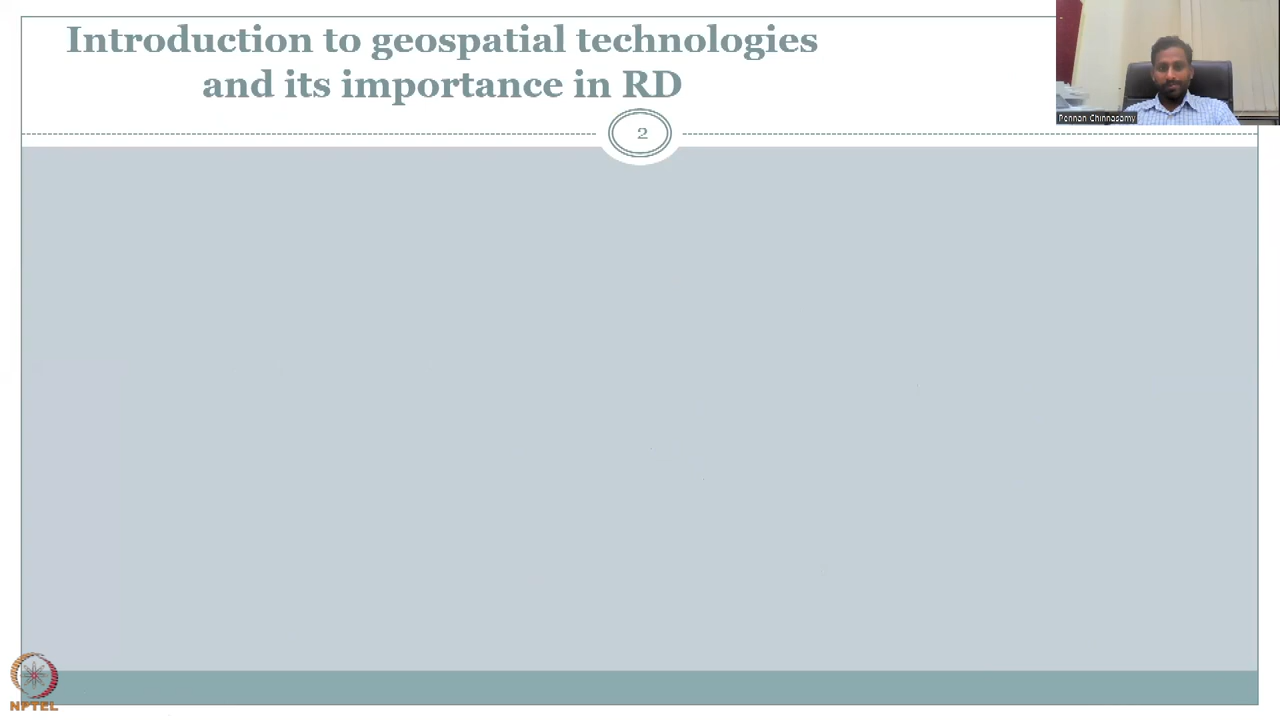 Introduction to geospatial technologies
and its importance in RD
2
Pennan Chinnasamy
NPTEL